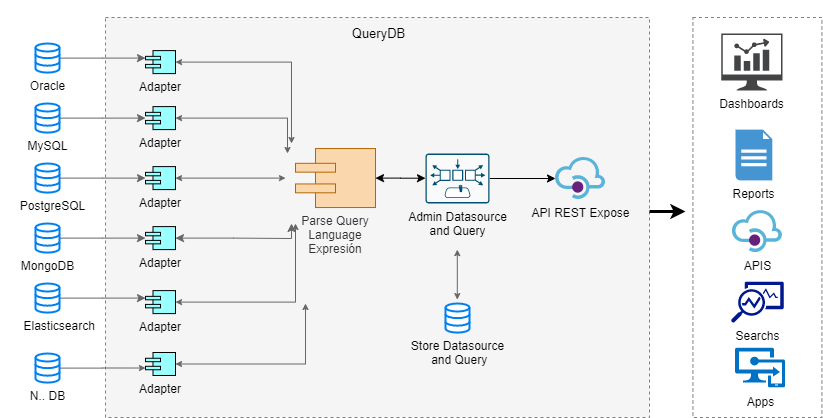 QueryDB
Oracle
Adapter
Dashboards
MySQL
Adapter
PostgreSQL
Adapter
Parse Query
Language
Expresión
Admin Datasource
and Query
API REST Expose
Reports
MongoDB
Adapter
APIS
Elasticsearch
Adapter
Store Datasource
and Query
Searchs
N.. DB
Adapter
Apps